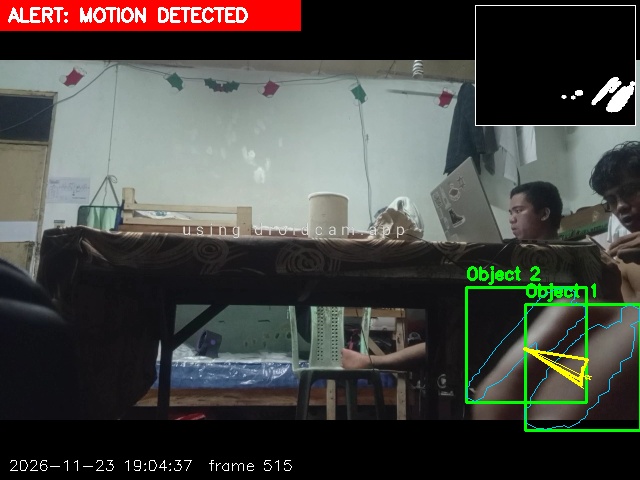 ALERT: MOTION DETECTED
using droidcam.app
Object 2
Object 1
2026-11-23 19:04:37 frame 515